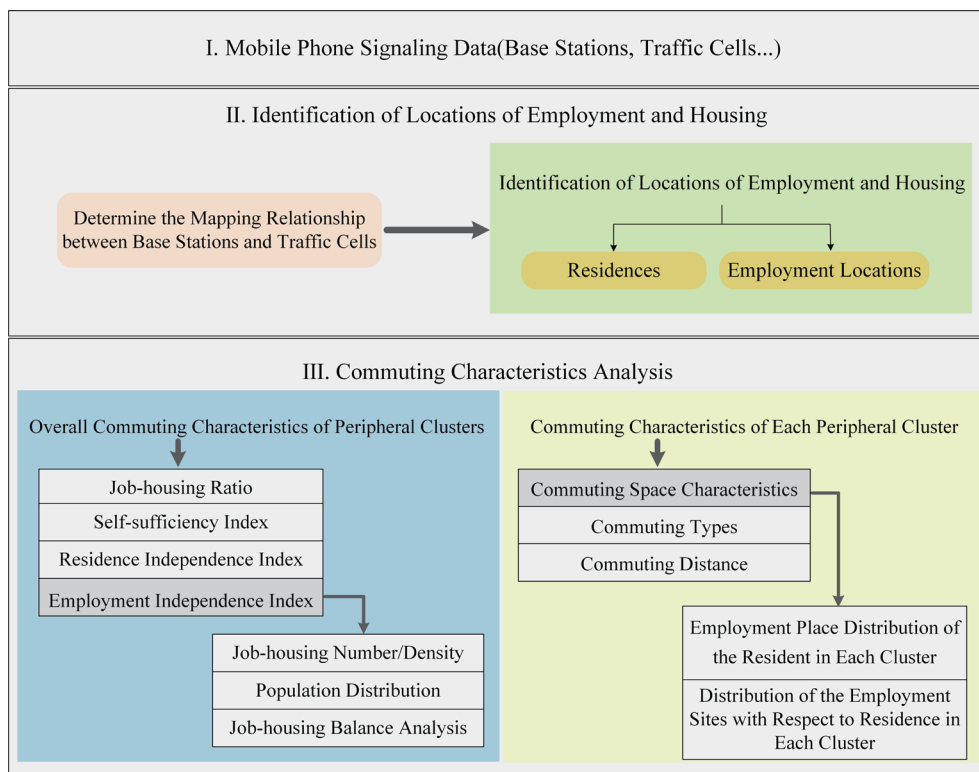 I. Mobile Phone Signaling Data(Base Stations, Traffic Cells...)
II. Identification of Locations of Employment and Housing
Determine the Mapping Relationship
between Base Stations and Traffic Cells
Identification of Locations of Employment and Housing
Residences
Employment Locations
III. Commuting Characteristics Analysis
Overall Commuting Characteristics of Peripheral Clusters
Job-housing Ratio
Self-sufficiency Index
Residence Independence Index
Employment Independence Index
Job-housing Number/Density
Population Distribution
Job-housing Balance Analysis
Commuting Characteristics of Each Peripheral Cluster
Commuting Space Characteristics
Commuting Types
Commuting Distance
Employment Place Distribution of
the Resident in Each Cluster
Distribution of the Employment
Sites with Respect to Residence in
Each Cluster